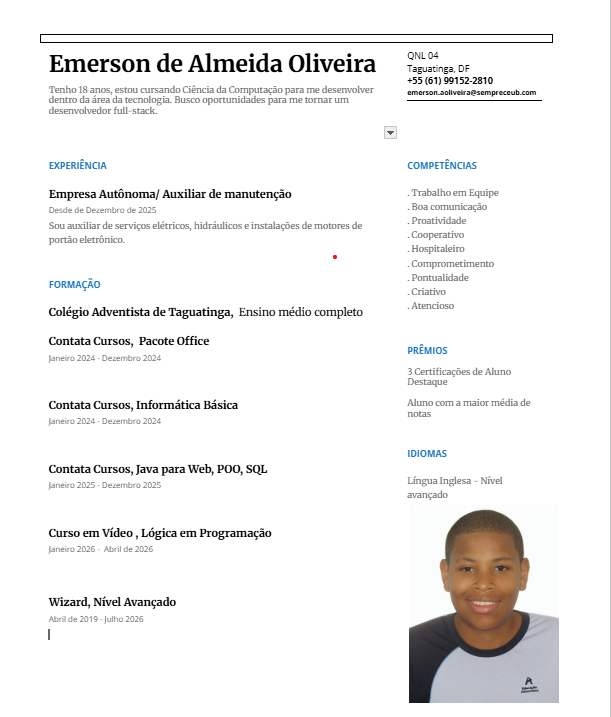 Emerson de Almeida Oliveira
Tenho 18 anos, estou cursando Ciência da Computação para me desenvolver
dentro da área da tecnologia. Busco oportunidades para me tornar um
desenvolvedor full-stack.
QNL 04
Taguatinga, DF
+55 (61) 99152-2810
emerson.aoliveira@sempreceub.com
EXPERIÊNCIA
Empresa Autônoma/ Auxiliar de manutenção
Desde de Dezembro de 2025
Sou auxiliar de serviços elétricos, hidráulicos e instalações de motores de
portão eletrônico.
FORMAÇÃO
Colégio Adventista de Taguatinga,  Ensino médio completo
Contata Cursos,  Pacote Office
Janeiro 2024 - Dezembro 2024
Contata Cursos, Informática Básica
Janeiro 2024 - Dezembro 2024
Contata Cursos, Java para Web, POO, SQL
Janeiro 2025 - Dezembro 2025
Curso em Vídeo , Lógica em Programação
Janeiro 2026 -  Abril de 2026
Wizard, Nível Avançado
Abril de 2019 - Julho 2026
COMPETÊNCIAS
. Trabalho em Equipe
. Boa comunicação
. Proatividade
. Cooperativo
. Hospitaleiro
. Comprometimento
. Pontualidade
. Criativo
. Atencioso
PRÊMIOS
3 Certificações de Aluno
Destaque
Aluno com a maior média de
notas
IDIOMAS
Língua Inglesa - Nível
avançado